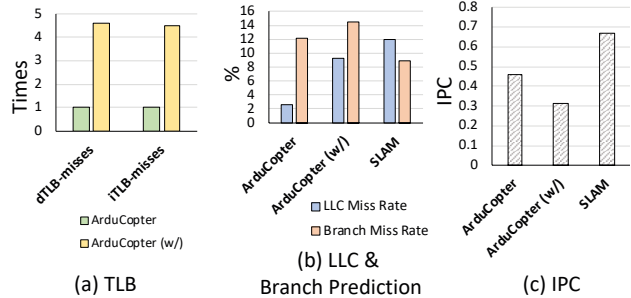 5
4
3
2
1
0
Times
dTLB-misses
iTLB-misses
ArduCopter
ArduCopter (w/)
(a) TLB
16
14
12
10
8
6
4
2
0
%
ArduCopter
ArduCopter (w/)
SLAM
LLC Miss Rate
Branch Miss Rate
(b) LLC &
Branch Prediction
0.8
0.7
0.6
0.5
0.4
0.3
0.2
0.1
0
IPC
ArduCopter
ArduCopter (w/)
SLAM
(c) IPC